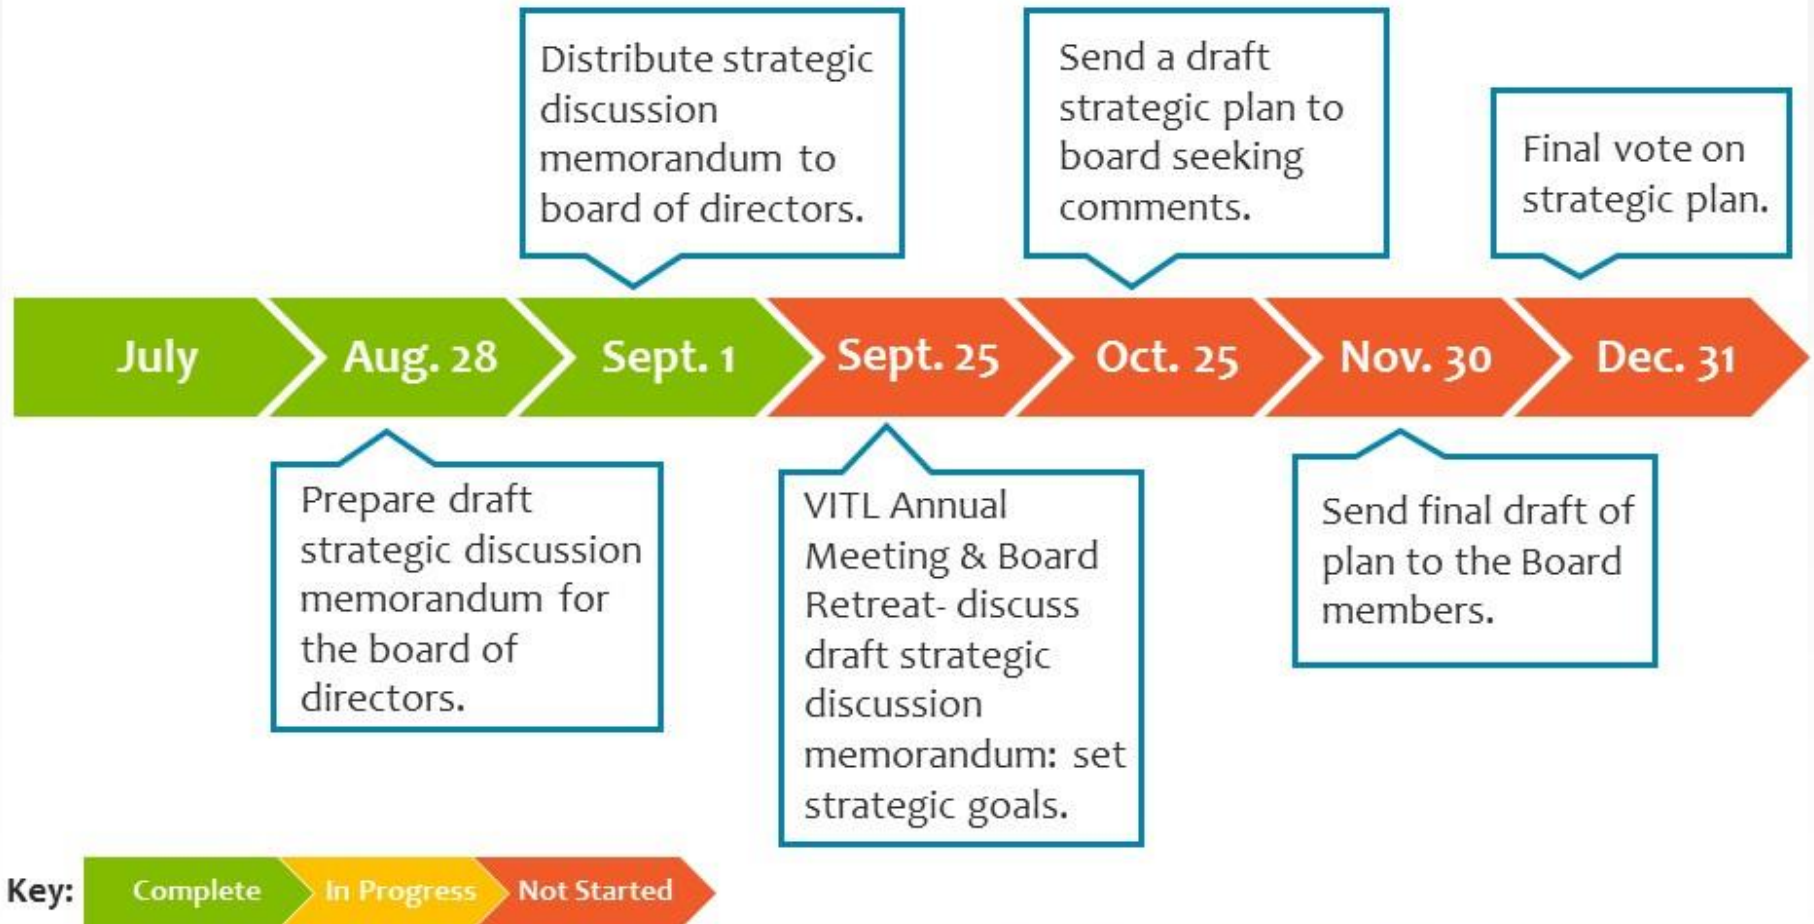 Distribute strategic
discussion
memorandum to
board of directors.
Send a draft
strategic plan to
board seeking
comments.
Final vote on
strategic plan.
July
Aug. 28
Sept. 1
Sept. 25
Oct. 25
Nov. 30
Dec. 31
Prepare draft
strategic discussion
memorandum for
the board of
directors.
VITL Annual
Meeting & Board
Retreat- discuss
draft strategic
discussion
memorandum: set
strategic goals.
Send final draft of
plan to the Board
members.
Key:
Complete
In Progress
Not Started